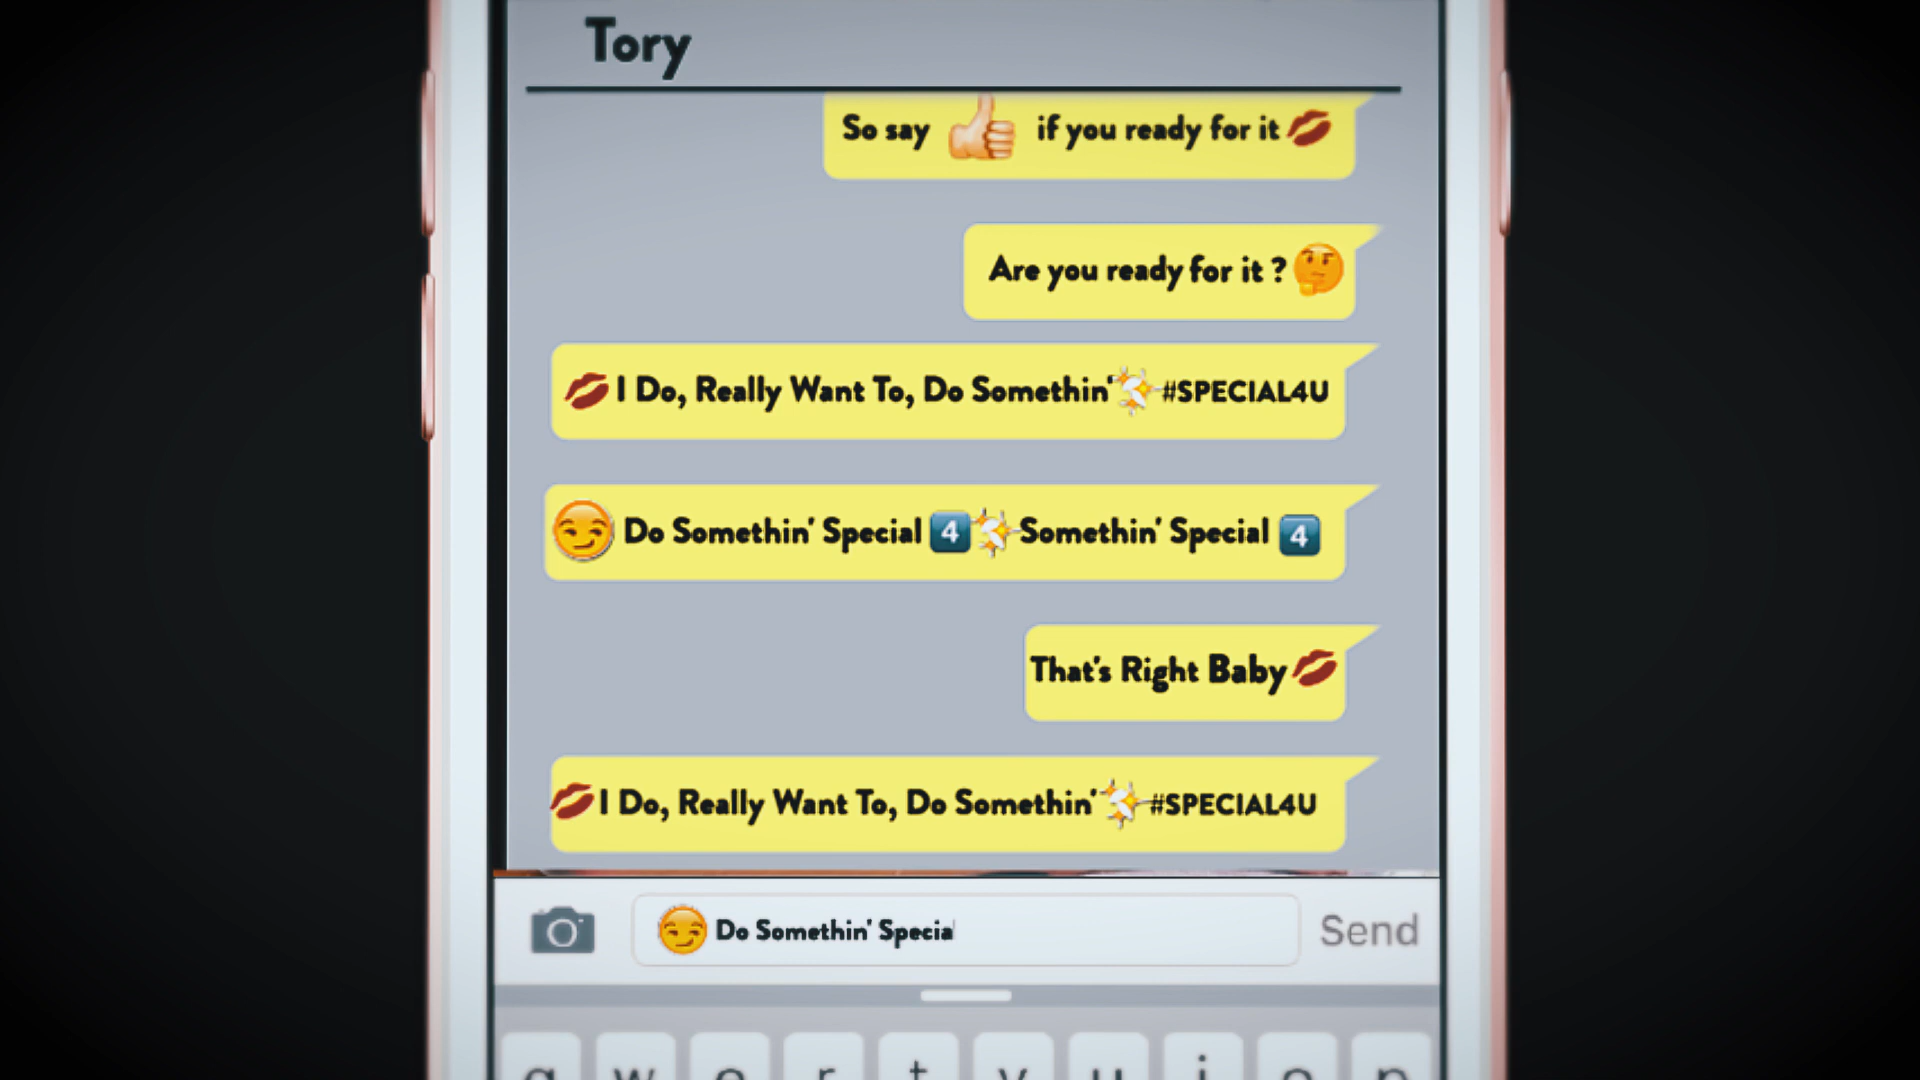 Tory
So say 👍 if you ready for it 💋
Are you ready for it ? 🤔
💋 I Do, Really Want To, Do Somethin' ✨ #SPECIAL4U
😏 Do Somethin' Special 4️⃣ ✨ Somethin' Special 4️⃣
That's Right Baby 💋
💋 I Do, Really Want To, Do Somethin' ✨ #SPECIAL4U
😏 Do Somethin' Specia
Send
q w e r t y u i o p